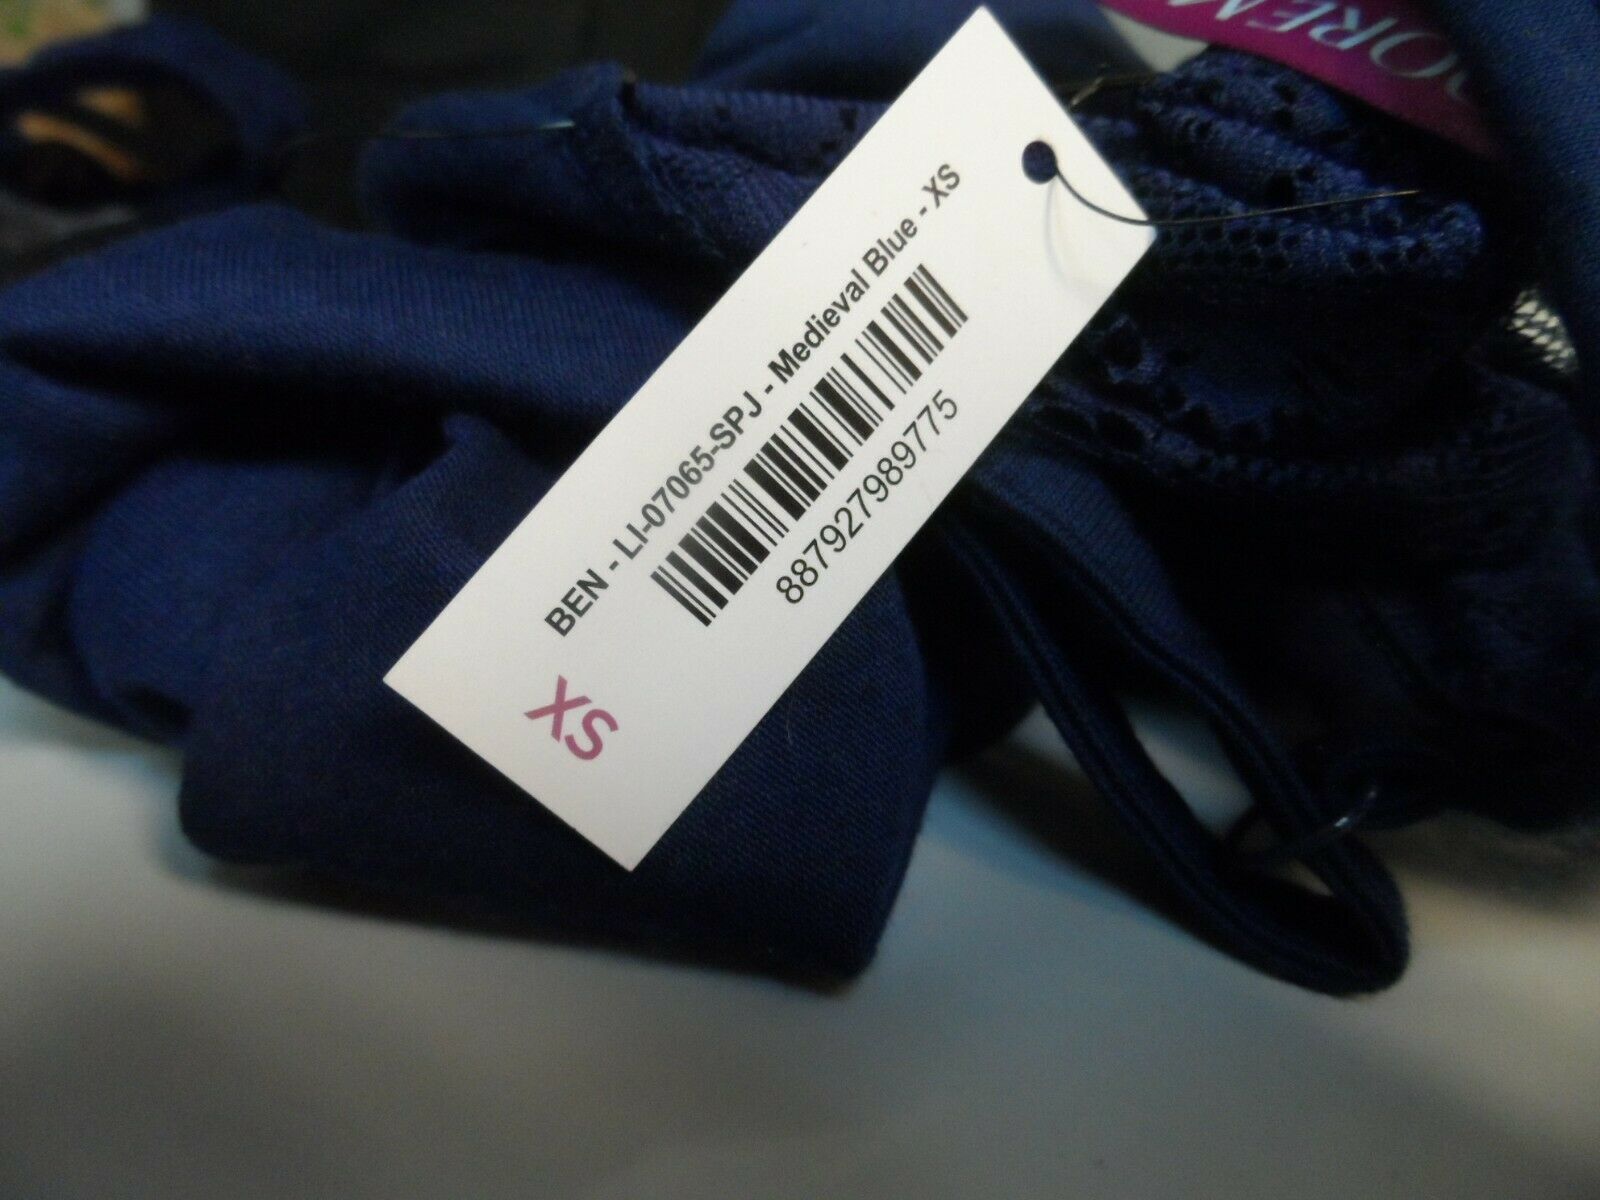 BEN - LI-07065-SPJ - Medieval Blue - XS
887927989775
XS